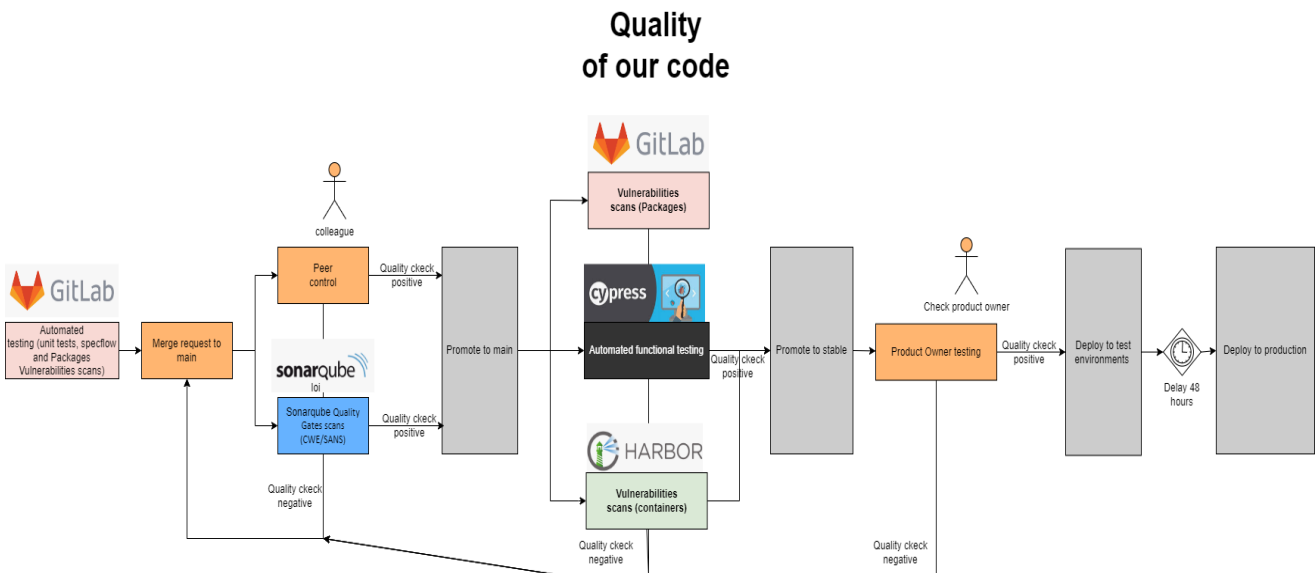 Quality
of our code
GitLab
Automated
testing (unit tests, specflow
and Packages
Vulnerabilities scans)
Merge request to
main
colleague
Peer
control
Quality ckeck
positive
sonarqube
loi
Sonarqube Quality
Gates scans
(CWE/SANS)
Quality ckeck
positive
Quality ckeck
negative
Promote to main
GitLab
Vulnerabilities
scans (Packages)
cypress
Automated functional testing
Quality ckeck
positive
HARBOR
Vulnerabilities
scans (containers)
Quality ckeck
negative
Promote to stable
Check product owner
Product Owner testing
Quality ckeck
positive
Quality ckeck
negative
Deploy to test
environments
Delay 48
hours
Deploy to production